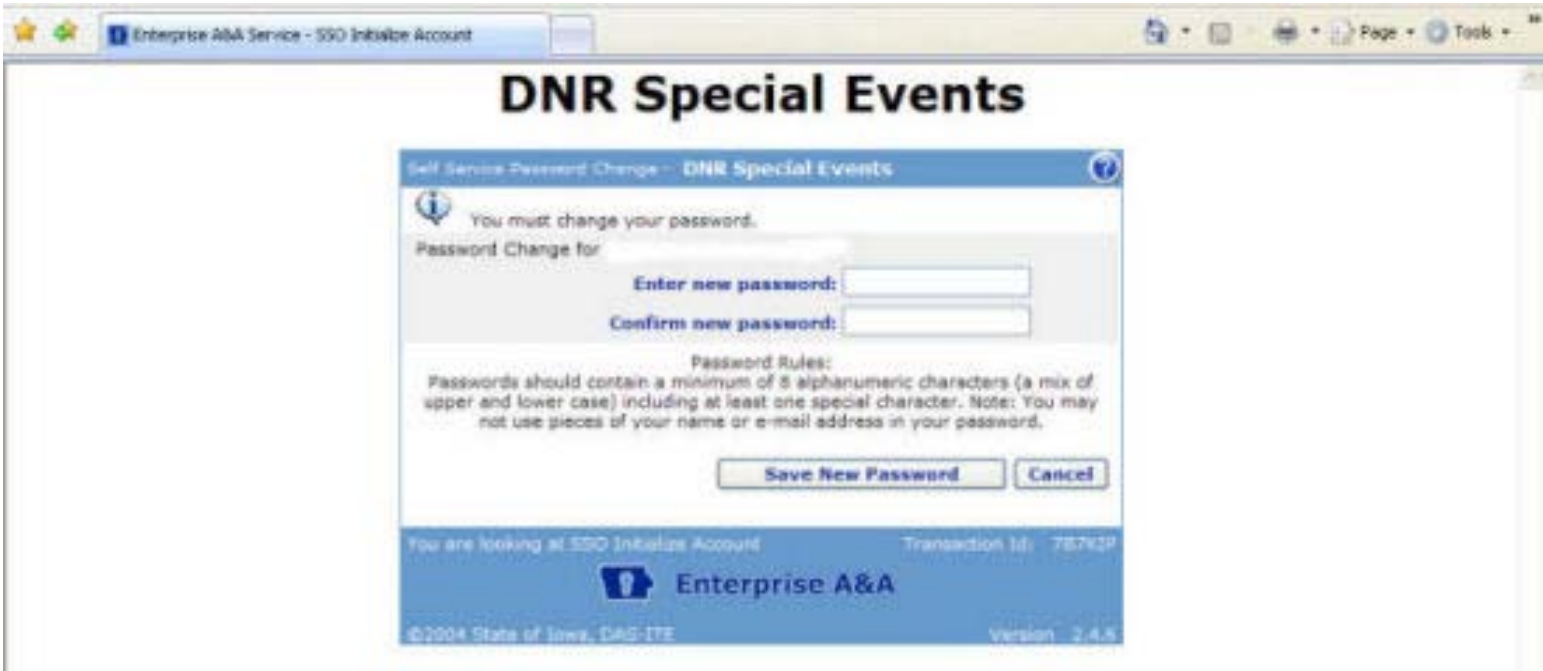 Enterprise A&A Service - SSO Initialize Account
Page
Tools
DNR Special Events
Self Service Password Change - DNR Special Events
You must change your password.
Password Change for
Enter new password:
Confirm new password:
Password Rules:
Passwords should contain a minimum of 8 alphanumeric characters (a mix of
upper and lower case) including at least one special character. Note: You may
not use pieces of your name or e-mail address in your password.
Save New Password
Cancel
You are looking at SSO Initialize Account
Transaction Id:
Enterprise A&A
©2004 State of Iowa, DAS-ITE
Version